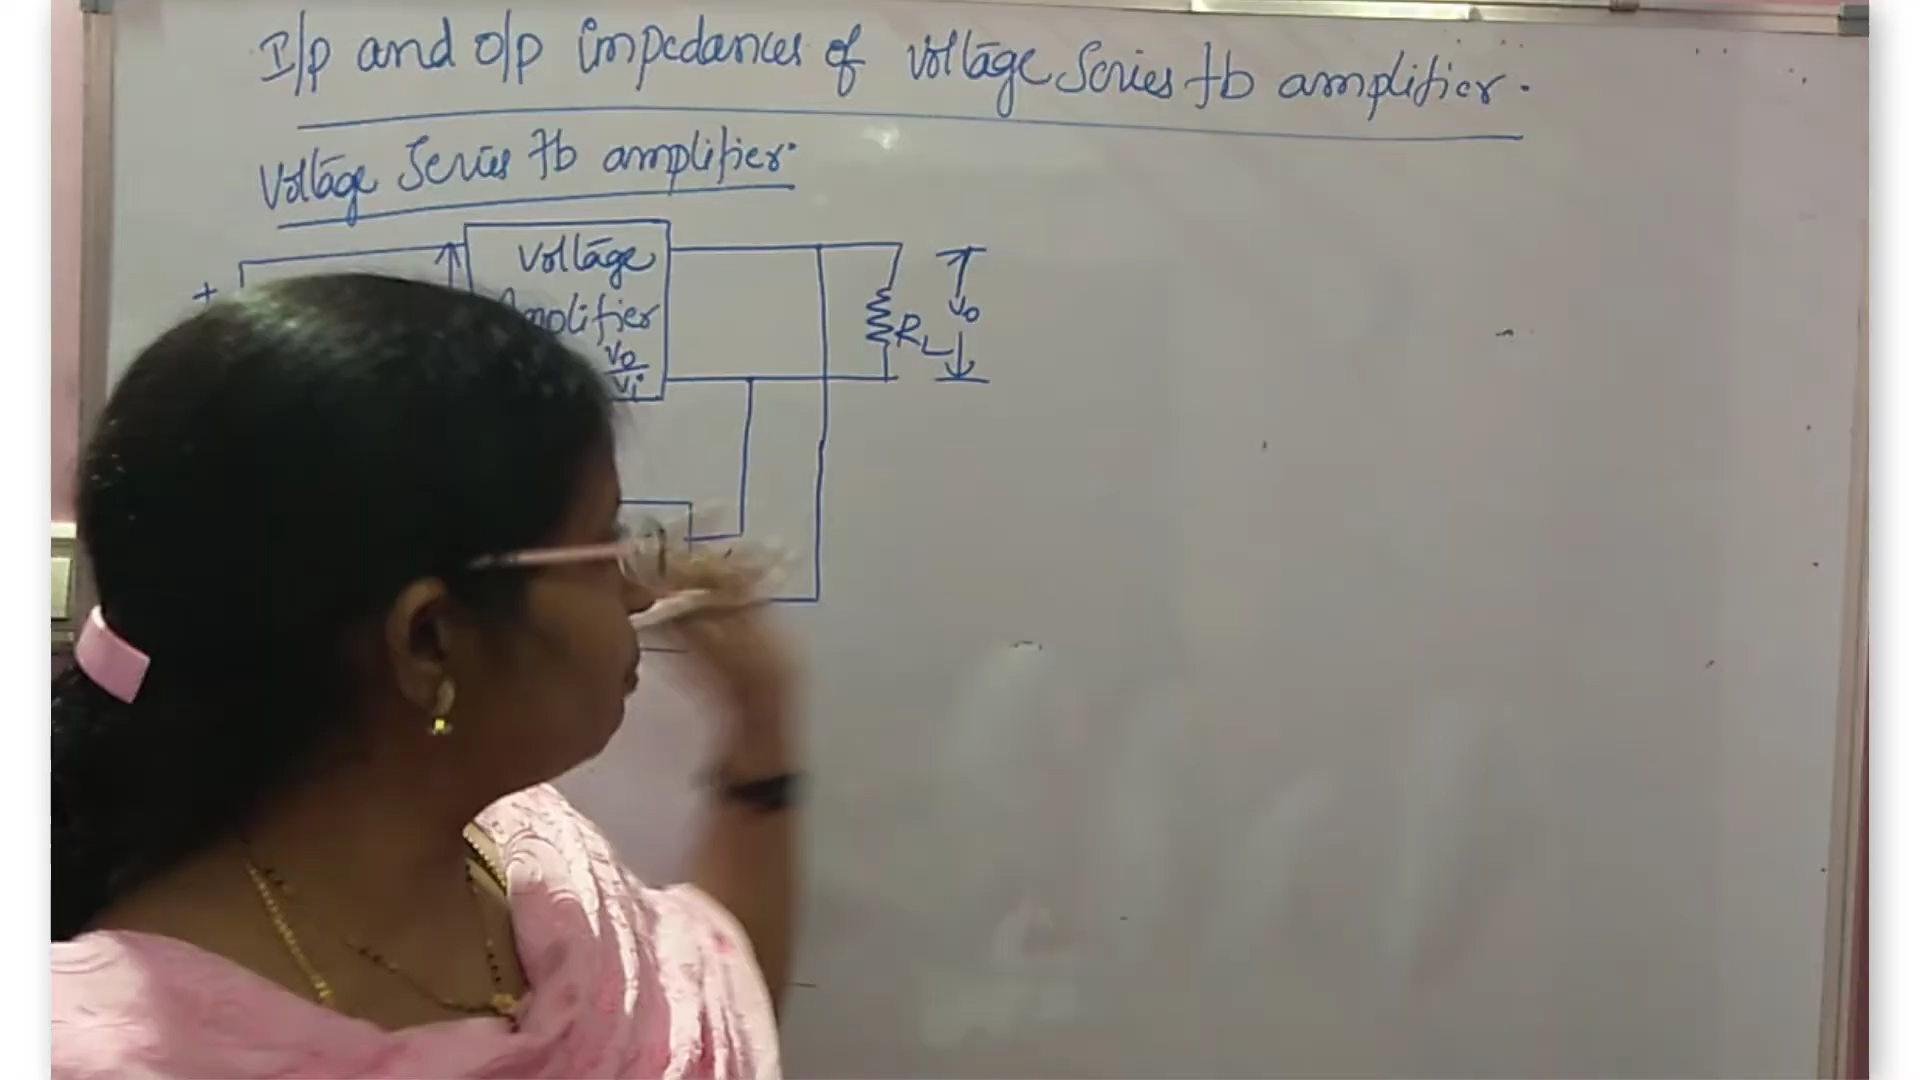 I/p and o/p impedances of voltage series fb amplifier.
Voltage Series fb amplifier.
Voltage
Amplifier
Vo
Vi
+
RL
Vo